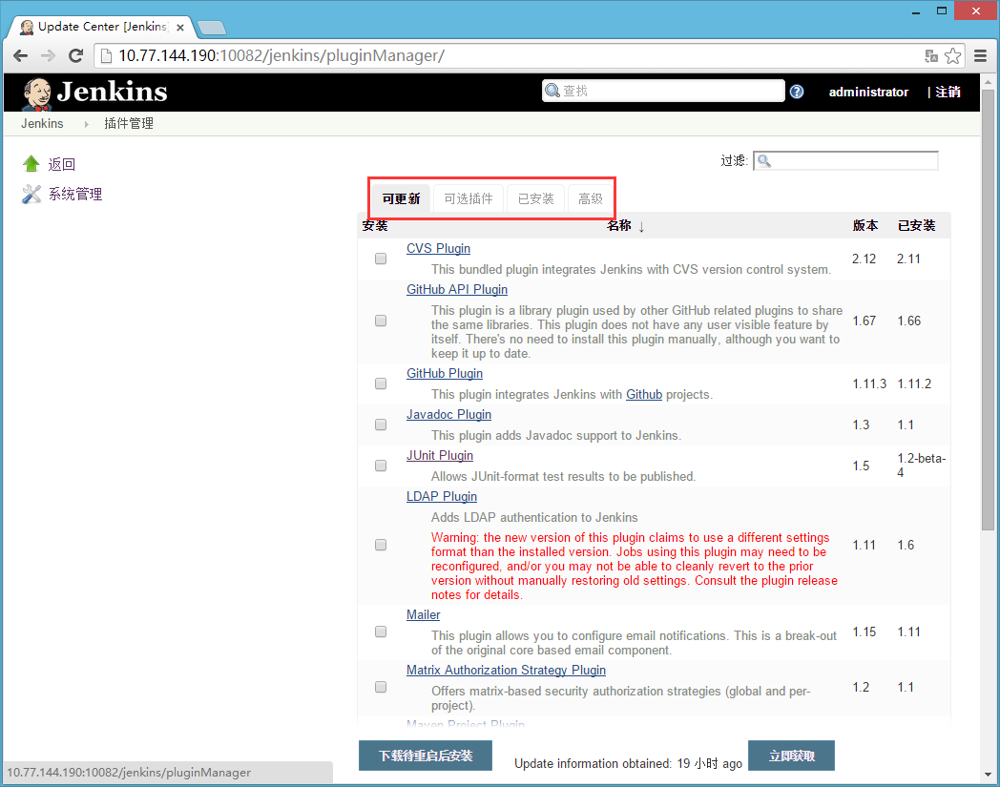 Update Center [Jenkins]
10.77.144.190:10082/jenkins/pluginManager/
Jenkins
查找
administrator
| 注销
Jenkins
插件管理
返回
系统管理
过滤:
可更新
可选插件
已安装
高级
安装
名称 ↓
版本
已安装
CVS Plugin
This bundled plugin integrates Jenkins with CVS version control system.
2.12
2.11
GitHub API Plugin
This plugin is a library plugin used by other GitHub related plugins to share
the same libraries. This plugin does not have any user visible feature by
itself. There's no need to install this plugin manually, although you want to
keep it up to date.
1.67
1.66
GitHub Plugin
This plugin integrates Jenkins with Github projects.
1.11.3
1.11.2
Javadoc Plugin
This plugin adds Javadoc support to Jenkins.
1.3
1.1
JUnit Plugin
Allows JUnit-format test results to be published.
1.5
1.2-beta-
4
LDAP Plugin
Adds LDAP authentication to Jenkins
Warning: the new version of this plugin claims to use a different settings
format than the installed version. Jobs using this plugin may need to be
reconfigured, and/or you may not be able to cleanly revert to the prior
version without manually restoring old settings. Consult the plugin release
notes for details.
1.11
1.6
Mailer
This plugin allows you to configure email notifications. This is a break-out
of the original core based email component.
1.15
1.11
Matrix Authorization Strategy Plugin
Offers matrix-based security authorization strategies (global and per-
project).
1.2
1.1
Maven Project Plugin
下载待重启后安装
Update information obtained: 19 小时 ago
立即获取
10.77.144.190:10082/jenkins/pluginManager